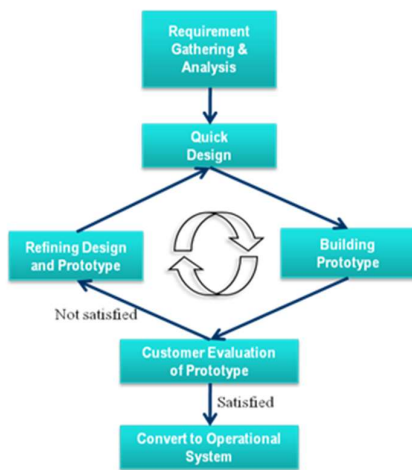 Requirement
Gathering &
Analysis
Quick
Design
Refining Design
and Prototype
Building
Prototype
Not satisfied
Customer Evaluation
of Prototype
Satisfied
Convert to Operational
System